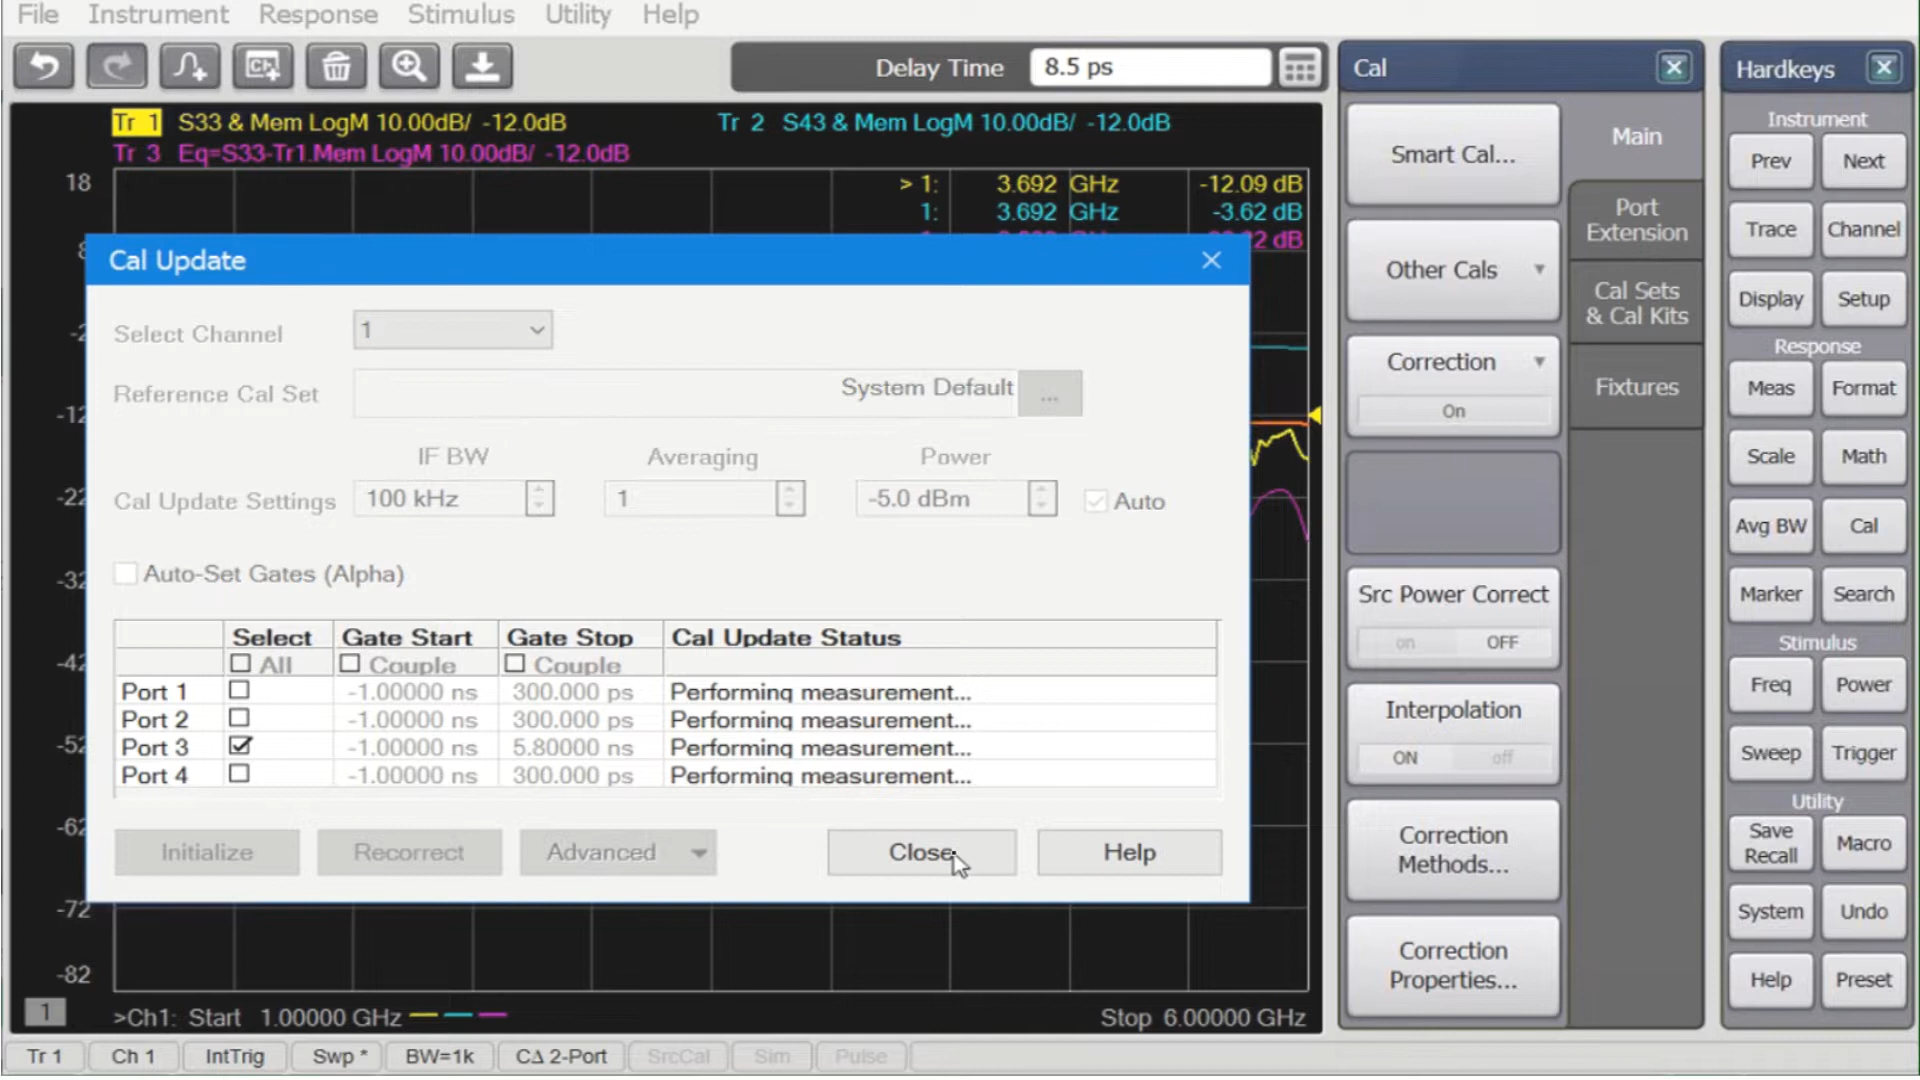 File Instrument Response Stimulus Utility Help
Delay Time 8.5 ps
Tr 1 S33 & Mem LogM 10.00dB/ -12.0dB
Tr 2 S43 & Mem LogM 10.00dB/ -12.0dB
Tr 3 Eq=S33-Tr1.Mem LogM 10.00dB/ -12.0dB
18
> 1: 3.692 GHz -12.09 dB
1: 3.692 GHz -3.62 dB
2 dB
-12
-22
-32
-42
-52
-62
-72
-82
Cal Update
Select Channel 1
Reference Cal Set System Default ...
IF BW Averaging Power
Cal Update Settings 100 kHz 1 -5.0 dBm Auto
Auto-Set Gates (Alpha)
Select Gate Start Gate Stop Cal Update Status
All Couple Couple
Port 1 -1.00000 ns 300.000 ps Performing measurement...
Port 2 -1.00000 ns 300.000 ps Performing measurement...
Port 3 -1.00000 ns 5.80000 ns Performing measurement...
Port 4 -1.00000 ns 300.000 ps Performing measurement...
Initialize Recorrect Advanced Close Help
1
>Ch1: Start 1.00000 GHz
Stop 6.00000 GHz
Tr 1 Ch 1 IntTrig Swp * BW=1k CΔ 2-Port SrcCal Sim Pulse
Cal
Smart Cal...
Other Cals
Correction
On
Src Power Correct
on OFF
Interpolation
ON off
Correction
Methods...
Correction
Properties...
Main
Port
Extension
Cal Sets
& Cal Kits
Fixtures
Hardkeys
Instrument
Prev Next
Trace Channel
Display Setup
Response
Meas Format
Scale Math
Avg BW Cal
Marker Search
Stimulus
Freq Power
Sweep Trigger
Utility
Save
Recall
Macro
System Undo
Help Preset